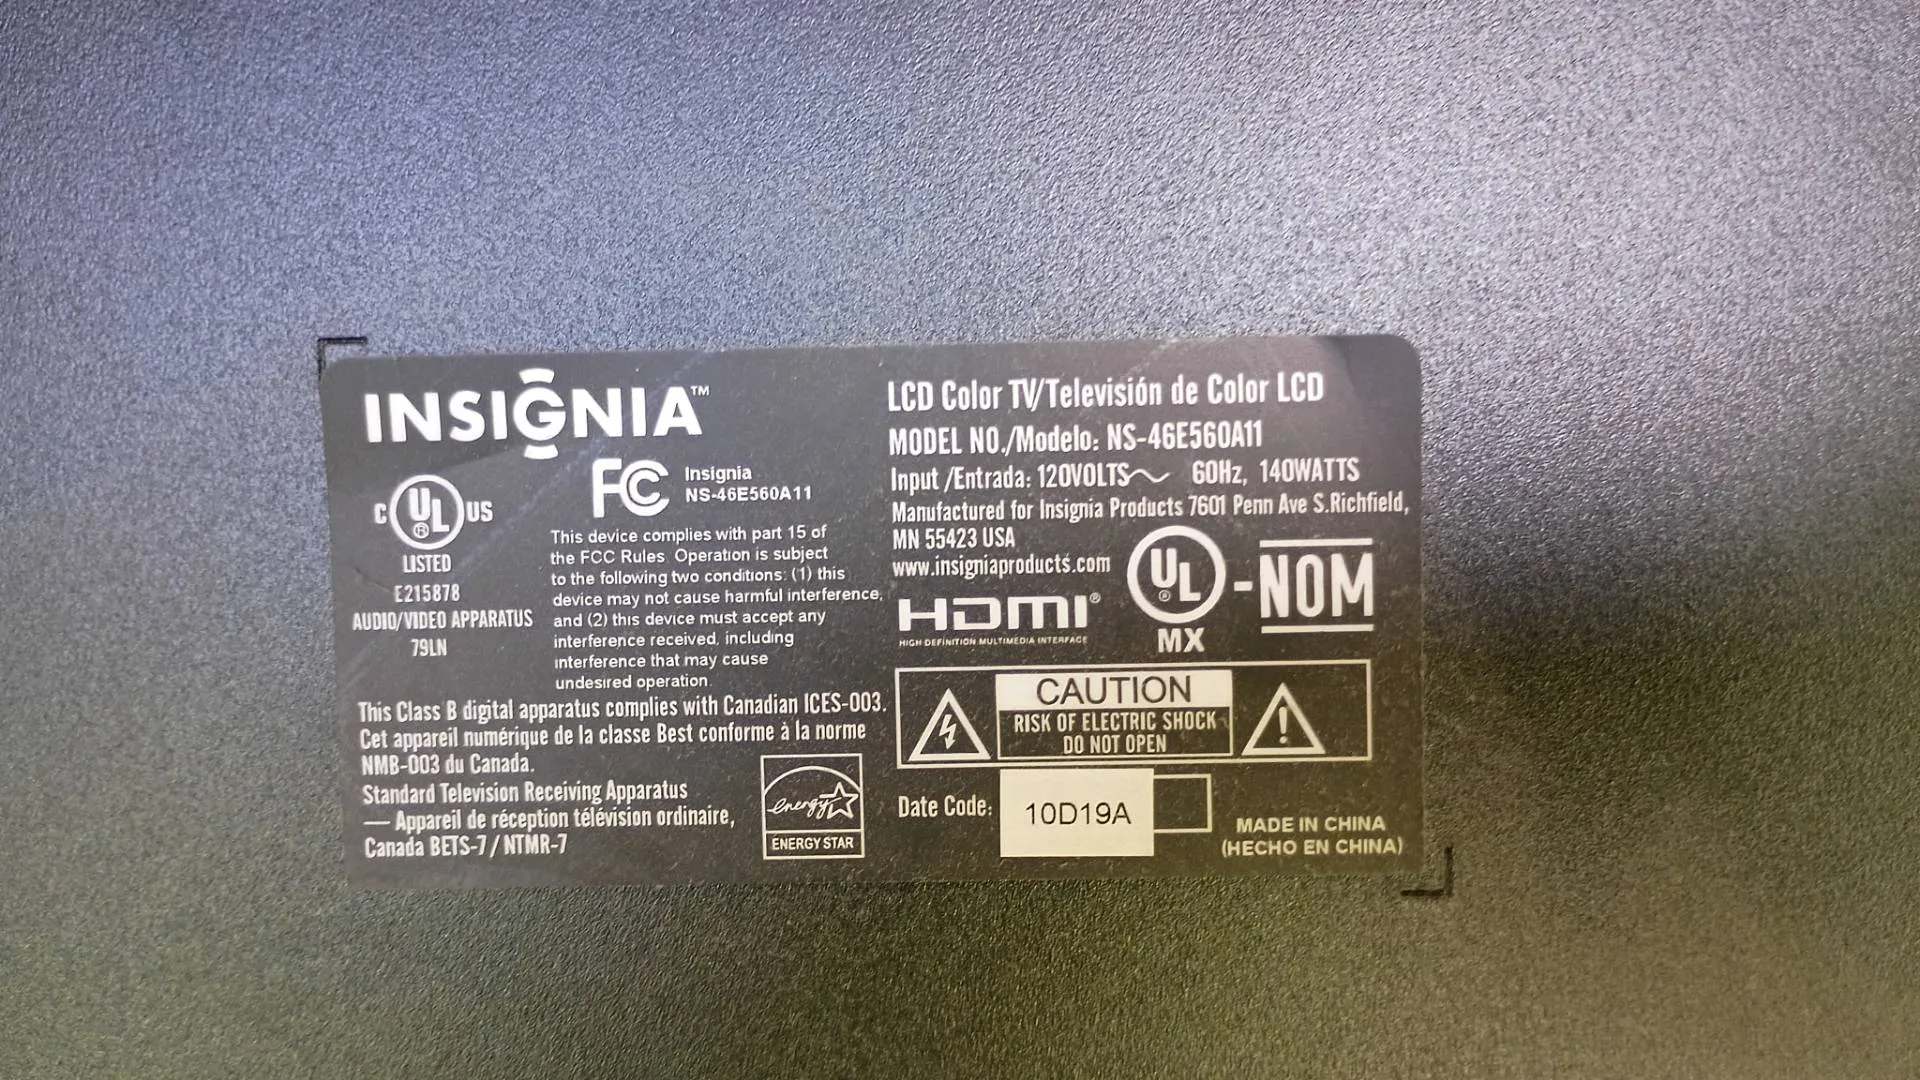 INSIGNIA™
FC Insignia
NS-46E560A11
C UL ® US
LISTED
E215878
AUDIO/VIDEO APPARATUS
79LN
This device complies with part 15 of
the FCC Rules. Operation is subject
to the following two conditions: (1) this
device may not cause harmful interference,
and (2) this device must accept any
interference received, including
interference that may cause
undesired operation.
This Class B digital apparatus complies with Canadian ICES-003.
Cet appareil numérique de la classe Best conforme à la norme
NMB-003 du Canada.
Standard Television Receiving Apparatus
— Appareil de réception télévision ordinaire,
Canada BETS-7 / NTMR-7
energy
ENERGY STAR
LCD Color TV/Televisión de Color LCD
MODEL NO./Modelo: NS-46E560A11
Input /Entrada: 120VOLTS~ 60Hz, 140WATTS
Manufactured for Insignia Products 7601 Penn Ave S.Richfield,
MN 55423 USA
www.insigniaproducts.com
HDMI®
HIGH DEFINITION MULTIMEDIA INTERFACE
UL ® -NOM
MX
CAUTION
RISK OF ELECTRIC SHOCK
DO NOT OPEN
Date Code: 10D19A
MADE IN CHINA
(HECHO EN CHINA)